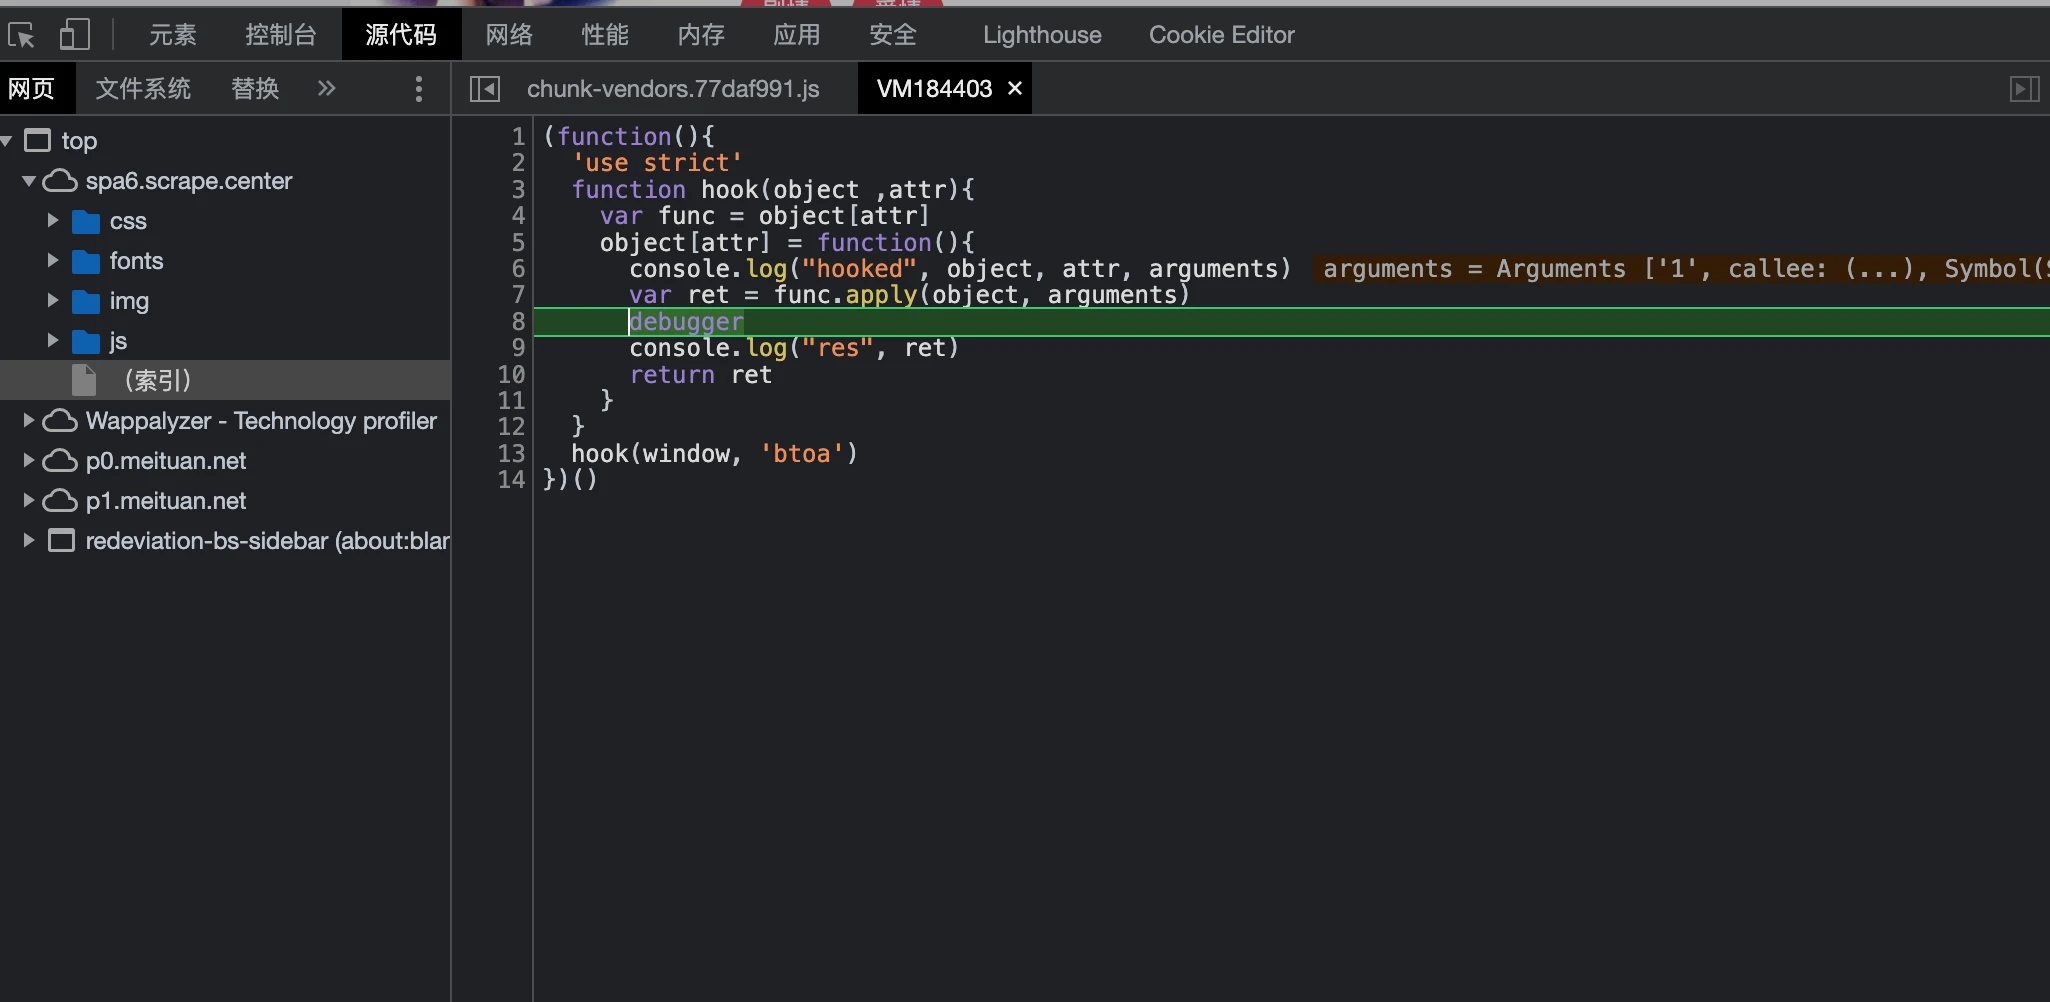 元素 控制台 源代码 网络 性能 内存 应用 安全 Lighthouse Cookie Editor
网页 文件系统 替换 »
chunk-vendors.77daf991.js VM184403 ×
top
spa6.scrape.center
css
fonts
img
js
(索引)
Wappalyzer - Technology profiler
p0.meituan.net
p1.meituan.net
redeviation-bs-sidebar (about:blar
1 (function(){
2 'use strict'
3 function hook(object ,attr){
4 var func = object[attr]
5 object[attr] = function(){
6 console.log("hooked", object, attr, arguments) arguments = Arguments ['1', callee: (...), Symbol(S
7 var ret = func.apply(object, arguments)
8 debugger
9 console.log("res", ret)
10 return ret
11 }
12 }
13 hook(window, 'btoa')
14 })()